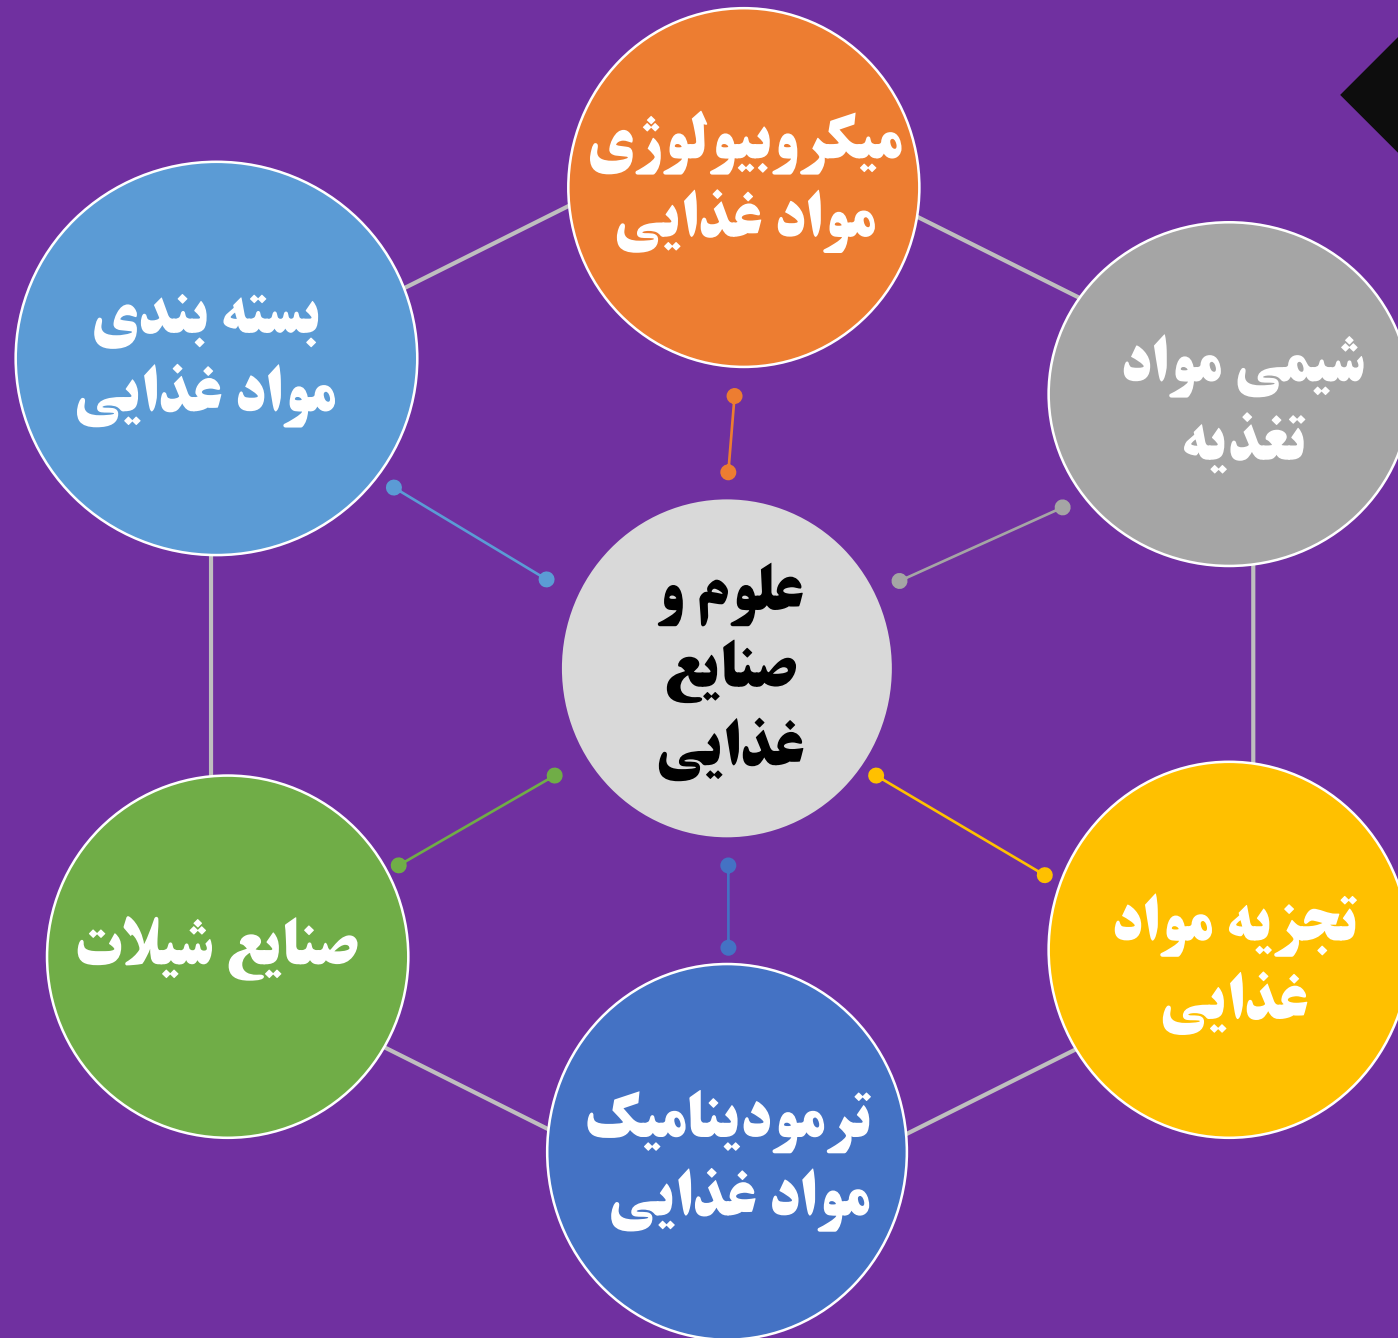 میکروبیولوژی
مواد غذایی
شیمی مواد
تغذیه
بسته بندی
مواد غذایی
علوم و
صنایع
غذایی
تجزیه مواد
غذایی
صنایع شیلات
ترمودینامیک
مواد غذایی